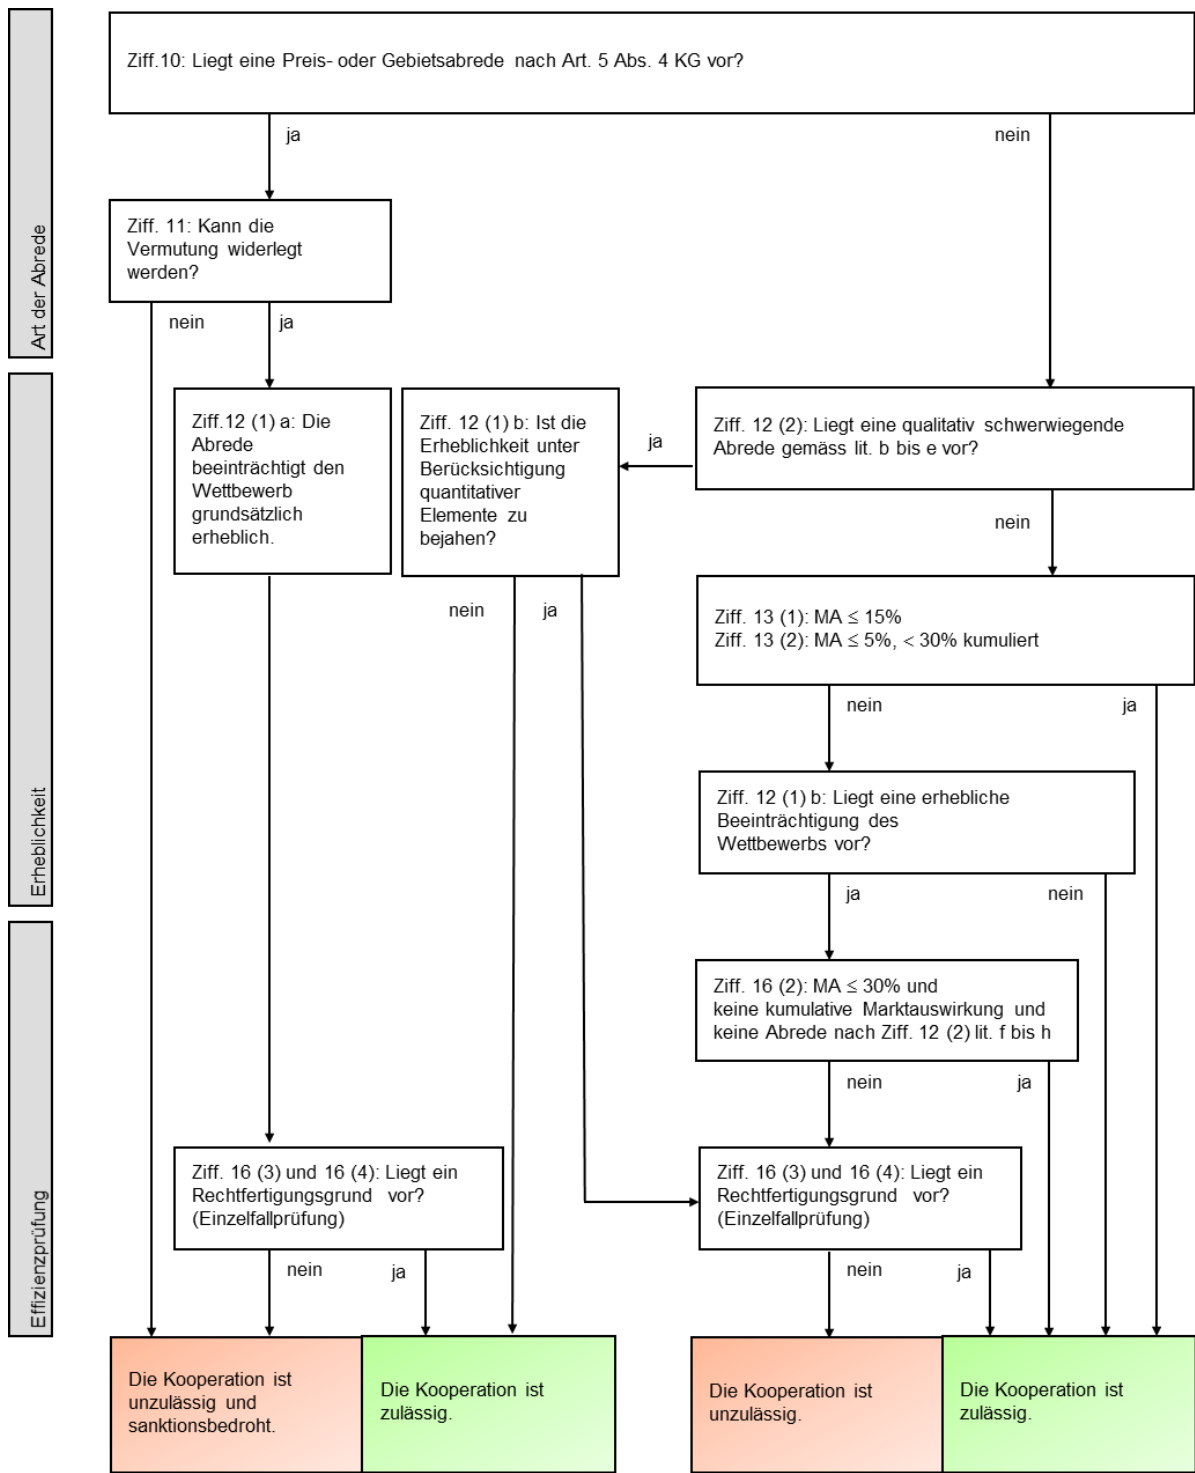 Ziff.10: Liegt eine Preis- oder Gebietsabrede nach Art. 5 Abs. 4 KG vor?
ja
nein
Art der Abrede
Ziff. 11: Kann die
Vermutung widerlegt
werden?
nein
ja
Ziff.12 (1) a: Die
Abrede
beeinträchtigt den
Wettbewerb
grundsätzlich
erheblich.
Ziff. 12 (1) b: Ist die
Erheblichkeit unter
Berücksichtigung
quantitativer
Elemente zu
bejahen?
ja
Ziff. 12 (2): Liegt eine qualitativ schwerwiegende
Abrede gemäss lit. b bis e vor?
nein
nein
ja
Ziff. 13 (1): MA ≤ 15%
Ziff. 13 (2): MA ≤ 5%, < 30% kumuliert
nein
ja
Erheblichkeit
Ziff. 12 (1) b: Liegt eine erhebliche
Beeinträchtigung des
Wettbewerbs vor?
ja
nein
Ziff. 16 (2): MA ≤ 30% und
keine kumulative Marktauswirkung und
keine Abrede nach Ziff. 12 (2) lit. f bis h
nein
ja
Effizienzprüfung
Ziff. 16 (3) und 16 (4): Liegt ein
Rechtfertigungsgrund vor?
(Einzelfallprüfung)
nein
ja
Ziff. 16 (3) und 16 (4): Liegt ein
Rechtfertigungsgrund vor?
(Einzelfallprüfung)
nein
ja
Die Kooperation ist
unzulässig und
sanktionsbedroht.
Die Kooperation ist
zulässig.
Die Kooperation ist
unzulässig.
Die Kooperation ist
zulässig.